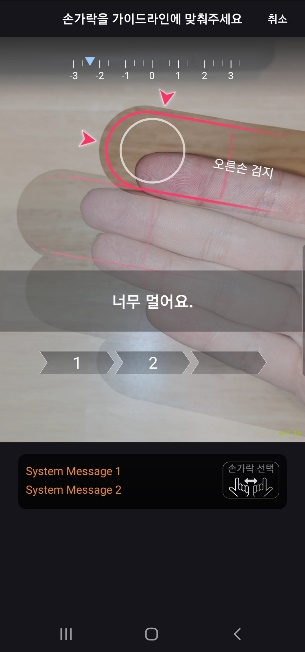 손가락을 가이드라인에 맞춰주세요
취소
-3 -2 -1 0 1 2 3
오른손 검지
너무 멀어요.
1 2
System Message 1
System Message 2
손가락 선택